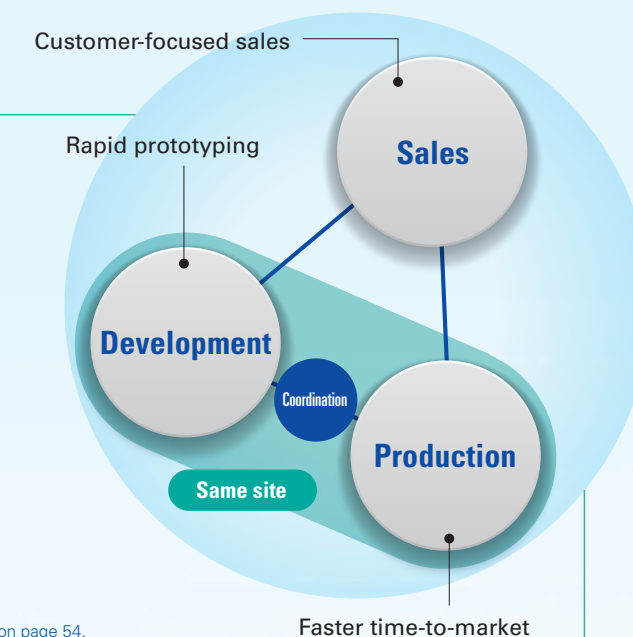 Customer-focused sales
Sales
Rapid prototyping
Development
Coordination
Production
Same site
Faster time-to-market
on page 54.